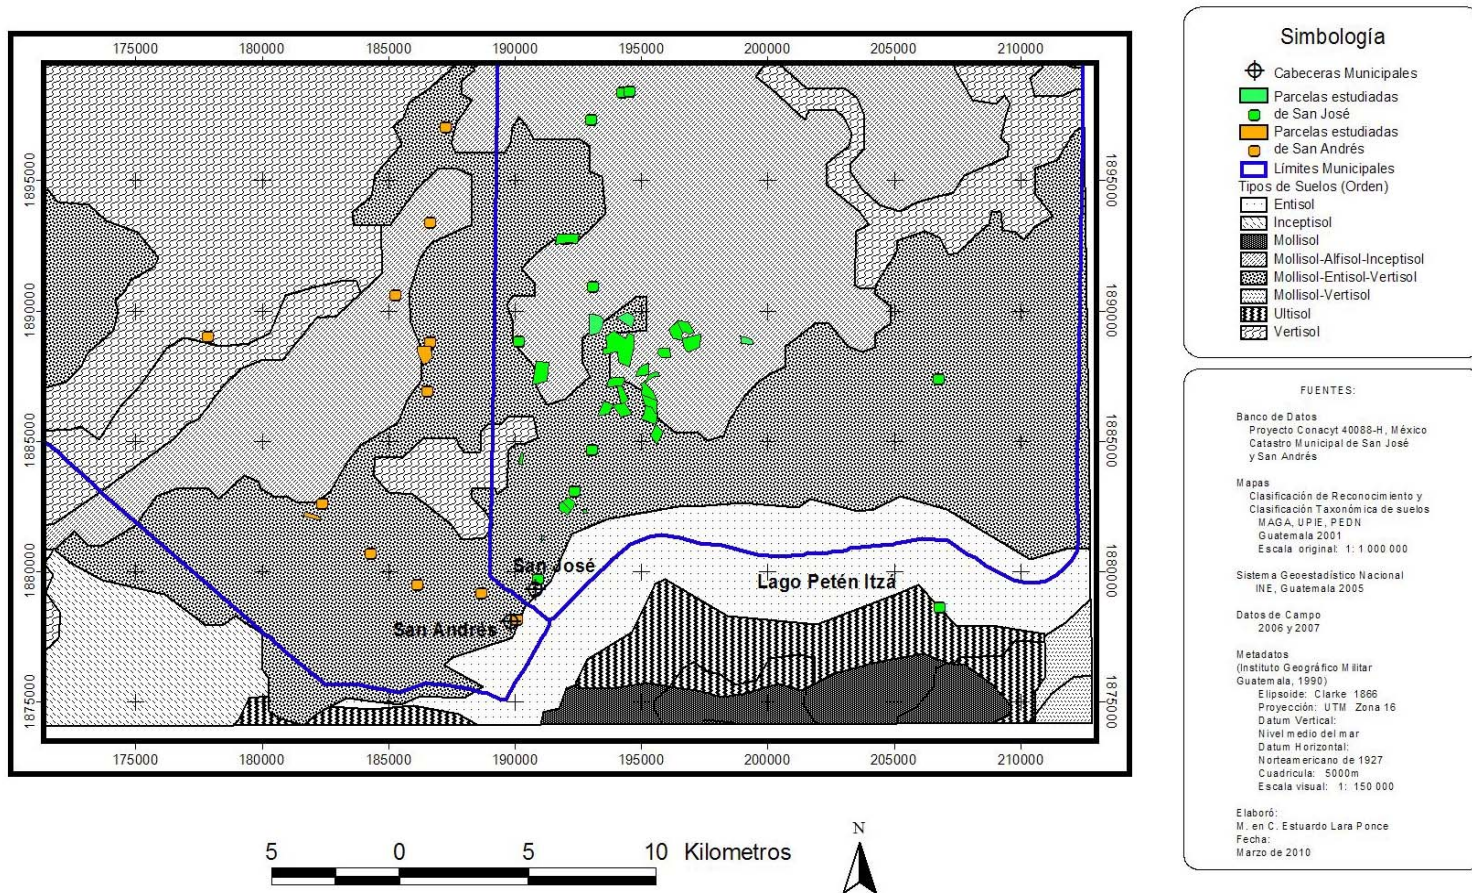 175000 180000 185000 190000 195000 200000 205000 210000
1895000
1890000
1885000
1880000
1875000
1895000
1890000
1885000
1880000
1875000
San José
San Andrés
Lago Petén Itzá
175000 180000 185000 190000 195000 200000 205000 210000
5 0 5 10 Kilometros
N
Simbología
Cabeceras Municipales
Parcelas estudiadas
de San José
Parcelas estudiadas
de San Andrés
Límites Municipales
Tipos de Suelos (Orden)
Entisol
Inceptisol
Mollisol
Mollisol-Alfisol-Inceptisol
Mollisol-Entisol-Vertisol
Mollisol-Vertisol
Ultisol
Vertisol
FUENTES:
Banco de Datos
Proyecto Conacyt 40088-H, México
Catastro Municipal de San José
y San Andrés
Mapas
Clasificación de Reconocimiento y
Clasificación Taxonómica de suelos
MAGA, UPIE, PEDN
Guatemala 2001
Escala original: 1: 1 000 000
Sistema Geoestadístico Nacional
INE, Guatemala 2005
Datos de Campo
2006 y 2007
Metadatos
(Instituto Geográfico Militar
Guatemala, 1990)
Elipsoide: Clarke 1866
Proyección: UTM Zona 16
Datum Vertical:
Nivel medio del mar
Datum Horizontal:
Norteamericano de 1927
Cuadricula: 5000m
Escala visual: 1: 150 000
Elaboró:
M. en C. Estuardo Lara Ponce
Fecha:
Marzo de 2010